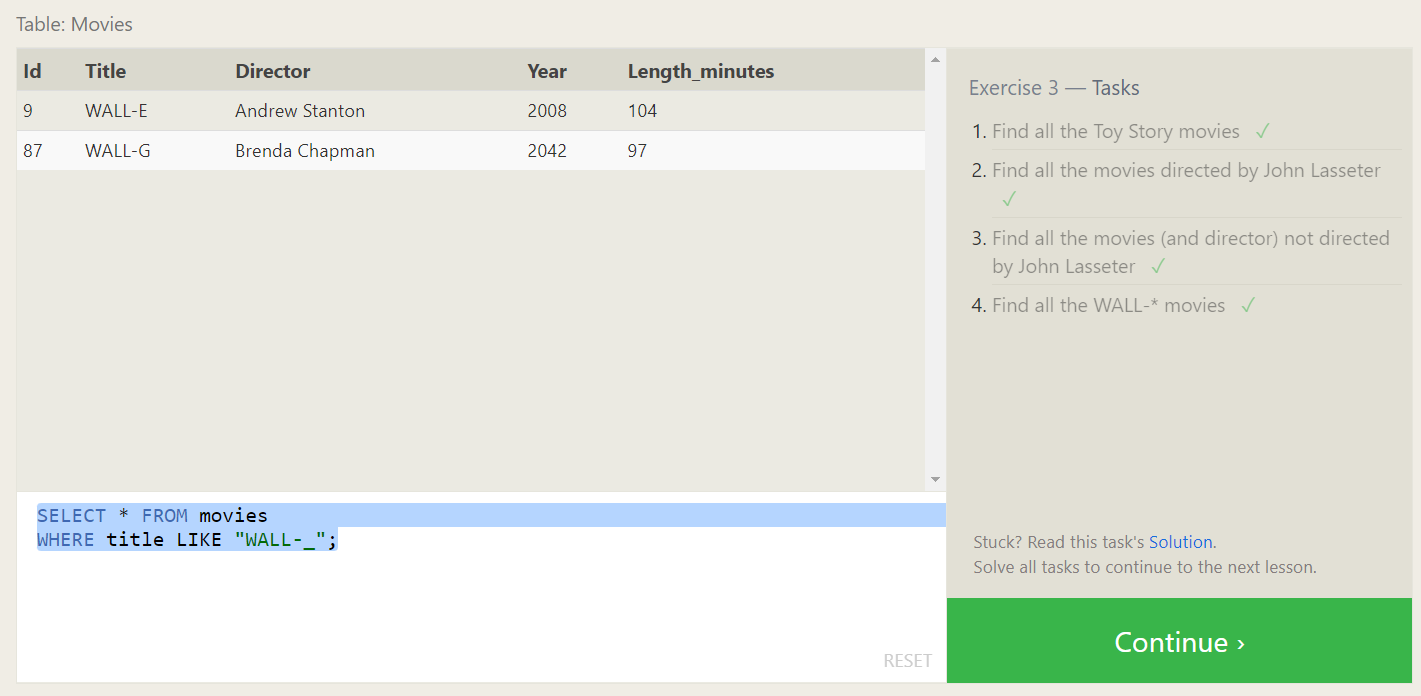 Table: Movies
Id Title Director Year Length_minutes
9 WALL-E Andrew Stanton 2008 104
87 WALL-G Brenda Chapman 2042 97
SELECT * FROM movies
WHERE title LIKE "WALL-_";
RESET
Exercise 3 — Tasks
1. Find all the Toy Story movies ✓
2. Find all the movies directed by John Lasseter
✓
3. Find all the movies (and director) not directed
by John Lasseter ✓
4. Find all the WALL-* movies ✓
Stuck? Read this task's Solution.
Solve all tasks to continue to the next lesson.
Continue ›